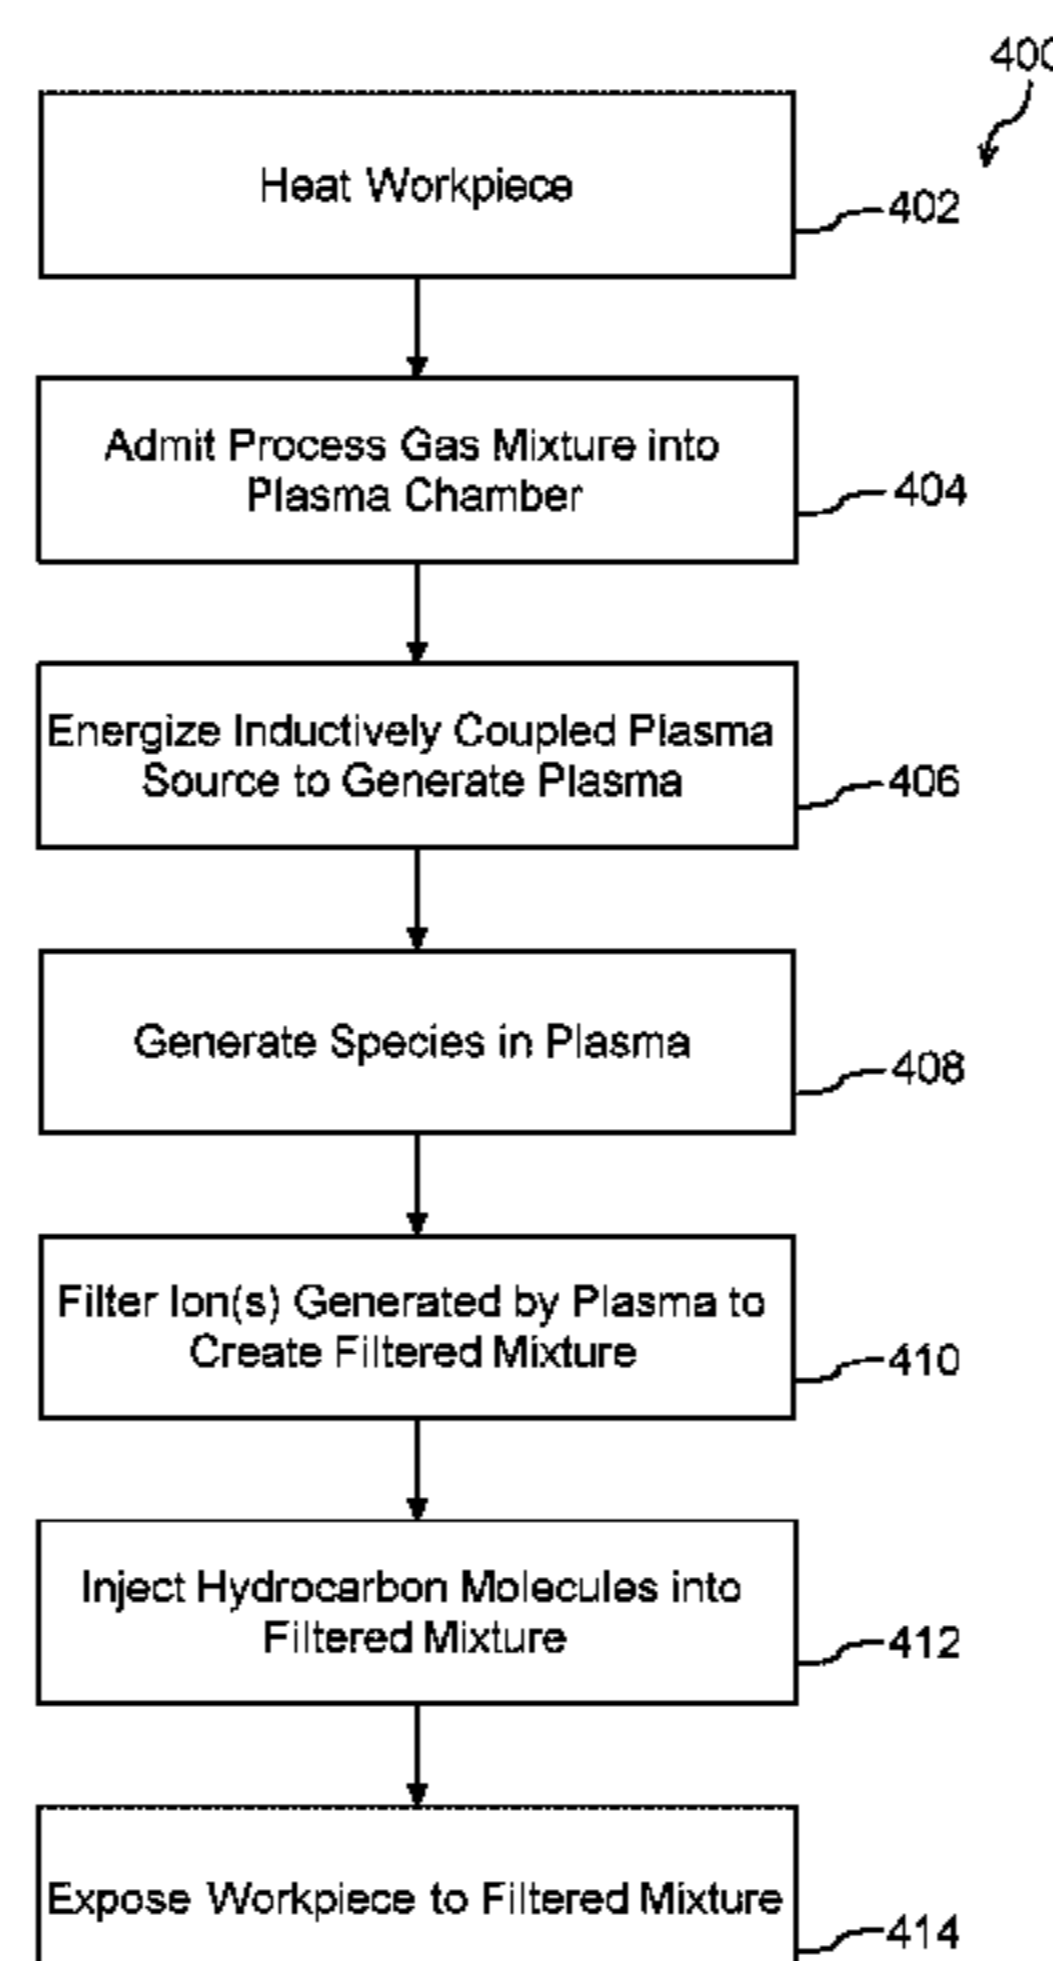 400
Heat Workpiece
402
Admit Process Gas Mixture into
Plasma Chamber
404
Energize Inductively Coupled Plasma
Source to Generate Plasma
406
Generate Species in Plasma
408
Filter Ion(s) Generated by Plasma to
Create Filtered Mixture
410
Inject Hydrocarbon Molecules into
Filtered Mixture
412
Expose Workpiece to Filtered Mixture
414